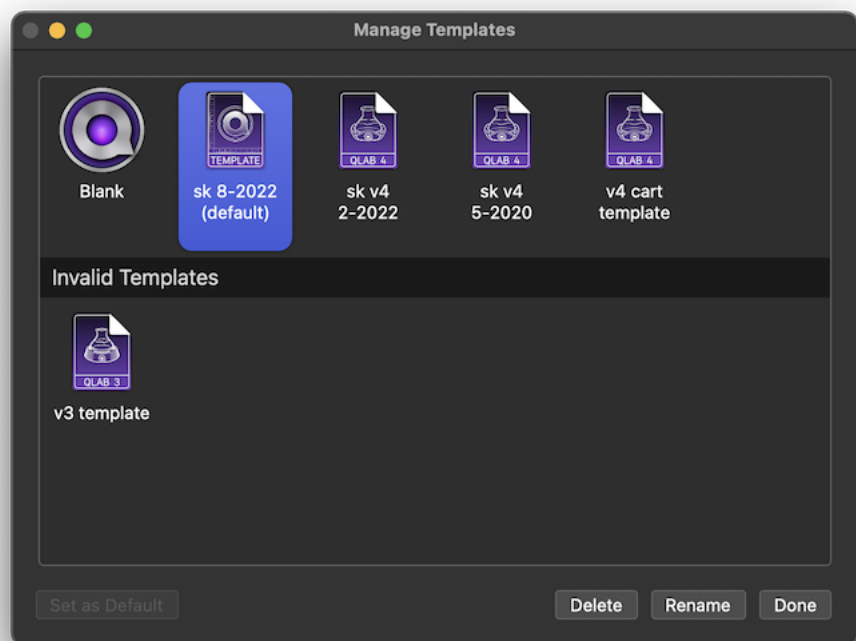 Manage Templates
Blank
TEMPLATE
sk 8-2022
(default)
QLAB 4
sk v4
2-2022
QLAB 4
sk v4
5-2020
QLAB 4
v4 cart
template
Invalid Templates
QLAB 3
v3 template
Set as Default
Delete
Rename
Done